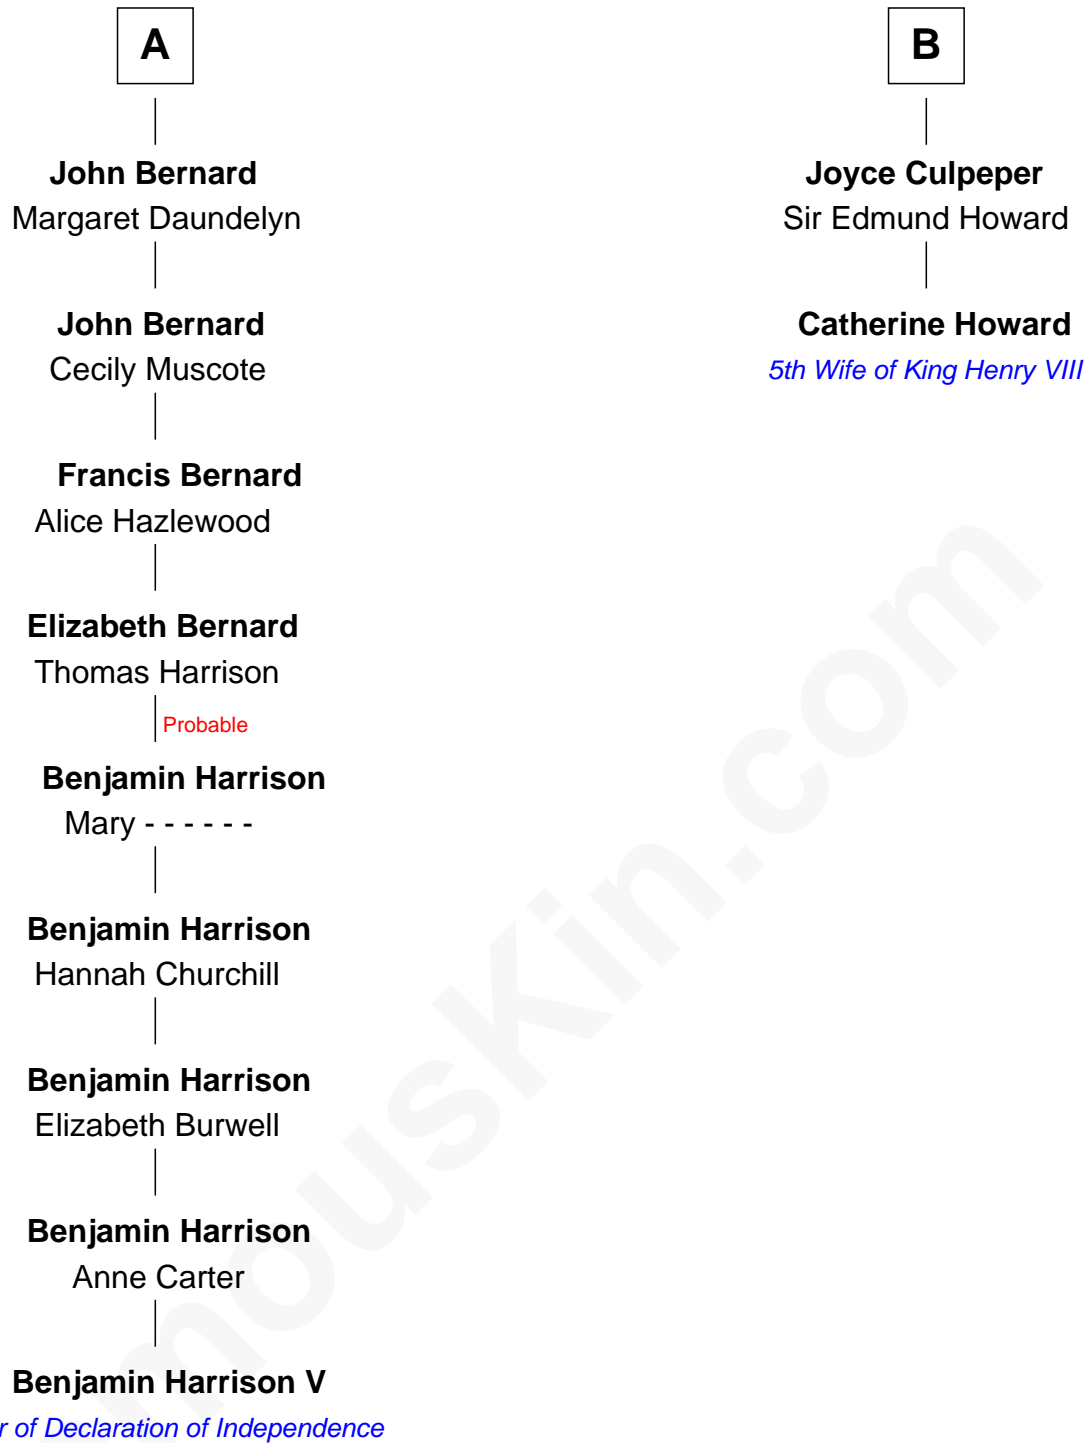 A
John Bernard
Margaret Daundelyn
John Bernard
Cecily Muscote
Francis Bernard
Alice Hazlewood
Elizabeth Bernard
Thomas Harrison
Probable
Benjamin Harrison
Mary - - - - - -
Benjamin Harrison
Hannah Churchill
Benjamin Harrison
Elizabeth Burwell
Benjamin Harrison
Anne Carter
Benjamin Harrison V
r of Declaration of Independence
B
Joyce Culpeper
Sir Edmund Howard
Catherine Howard
5th Wife of King Henry VIII
mouskin.com